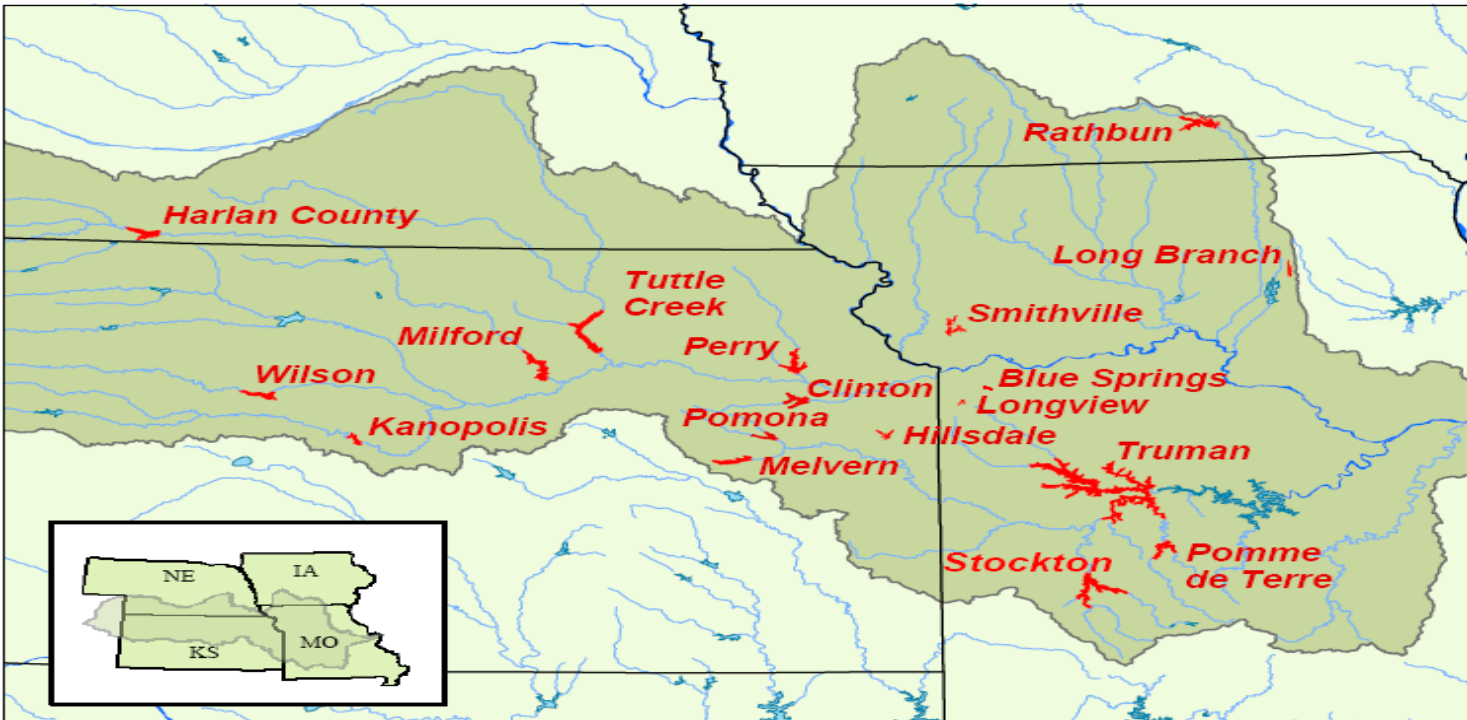 Rathbun
Harlan County
Long Branch
Tuttle
Creek
Smithville
Milford
Perry
Wilson
Clinton
Blue Springs
Longview
Pomona
Kanopolis
Hillsdale
Melvern
Truman
Stockton
Pomme
de Terre
NE
IA
KS
MO